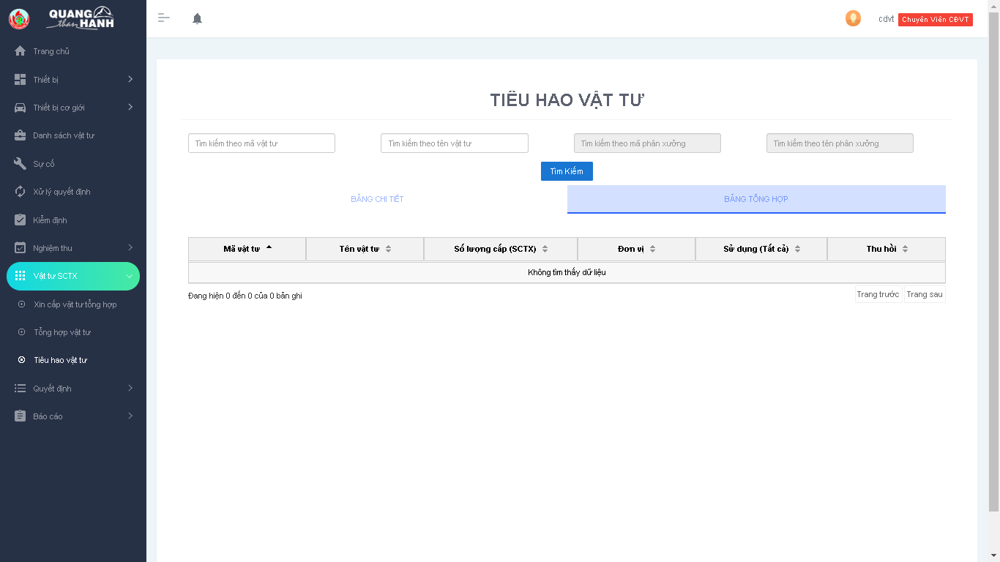 QUANG
than HẠNH
cdvt Chuyên Viên CĐVT
Trang chủ
Thiết bị
Thiết bị cơ giới
Danh sách vật tư
Sự cố
Xử lý quyết định
Kiểm định
Nghiệm thu
Vật tư SCTX
Xin cấp vật tư tổng hợp
Tổng hợp vật tư
Tiêu hao vật tư
Quyết định
Báo cáo
TIÊU HAO VẬT TƯ
Tìm kiếm theo mã vật tư
Tìm kiếm theo tên vật tư
Tìm kiếm theo mã phân xưởng
Tìm kiếm theo tên phân xưởng
Tìm Kiếm
BẢNG CHI TIẾT
BẢNG TỔNG HỢP
Mã vật tư
Tên vật tư
Số lượng cấp (SCTX)
Đơn vị
Sử dụng (Tất cả)
Thu hồi
Không tìm thấy dữ liệu
Đang hiện 0 đến 0 của 0 bản ghi
Trang trước
Trang sau